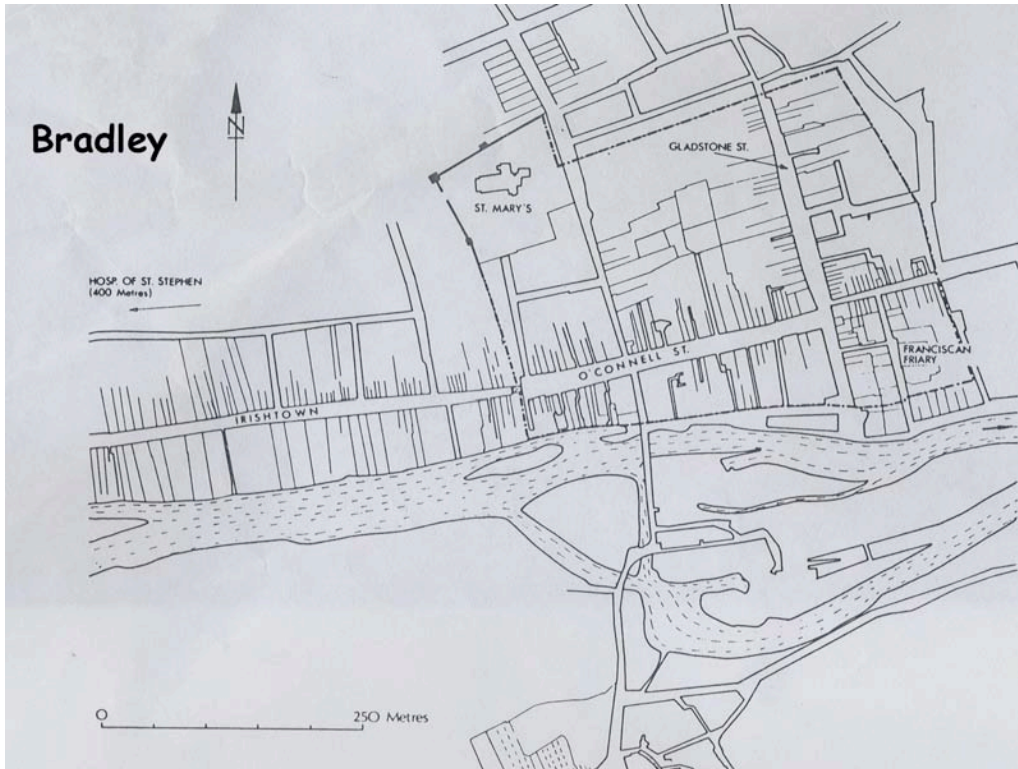 Bradley
N
GLADSTONE ST.
ST. MARY'S
HOSP. OF ST. STEPHEN
(400 Metres)
O'CONNELL ST.
FRANCISCAN
FRIARY
IRISHTOWN
0
250 Metres